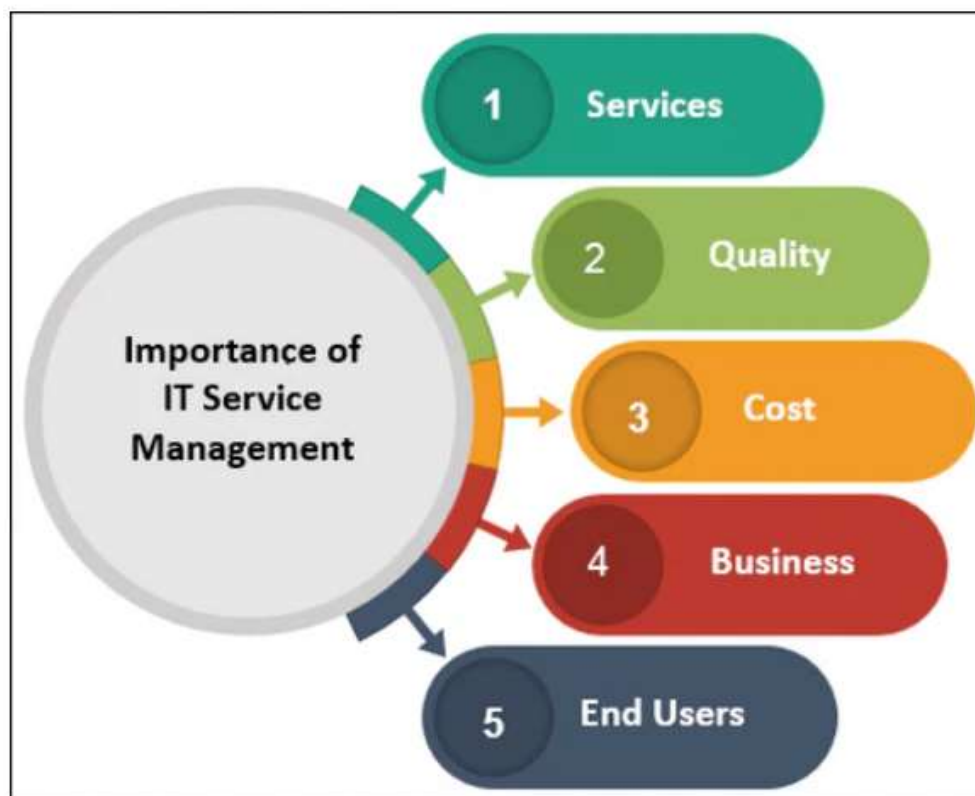 Importance of
IT Service
Management
1 Services
2 Quality
3 Cost
4 Business
5 End Users